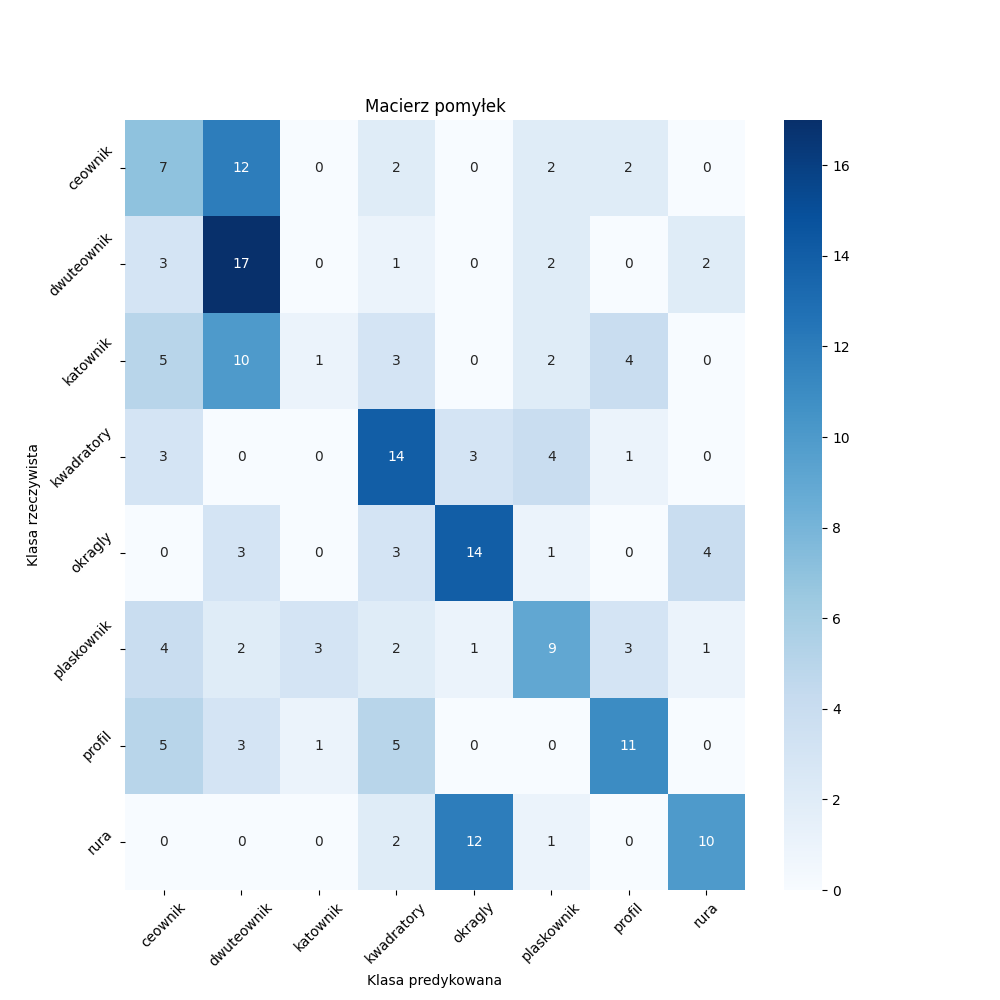 Macierz pomyłek
ceownik 7 12 0 2 0 2 2 0
dwuteownik 3 17 0 1 0 2 0 2
katownik 5 10 1 3 0 2 4 0
kwadratory 3 0 0 14 3 4 1 0
okragly 0 3 0 3 14 1 0 4
plaskownik 4 2 3 2 1 9 3 1
profil 5 3 1 5 0 0 11 0
rura 0 0 0 2 12 1 0 10
ceownik dwuteownik katownik kwadratory okragly plaskownik profil rura
Klasa predykowana
Klasa rzeczywista
16
14
12
10
8
6
4
2
0